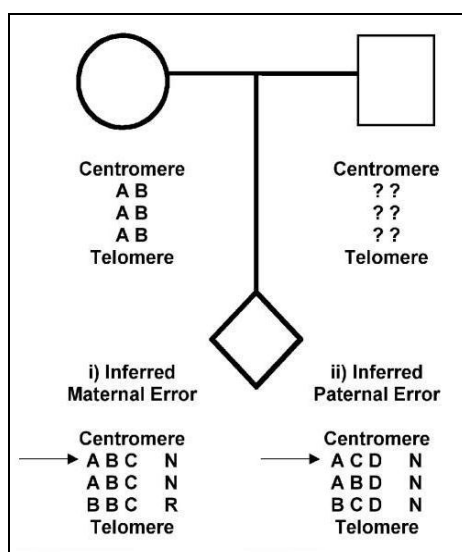 Centromere
A B
A B
A B
Telomere
Centromere
? ?
? ?
? ?
Telomere
i) Inferred
Maternal Error
Centromere
A B C N
A B C N
B B C R
Telomere
ii) Inferred
Paternal Error
Centromere
A C D N
A B D N
B C D N
Telomere